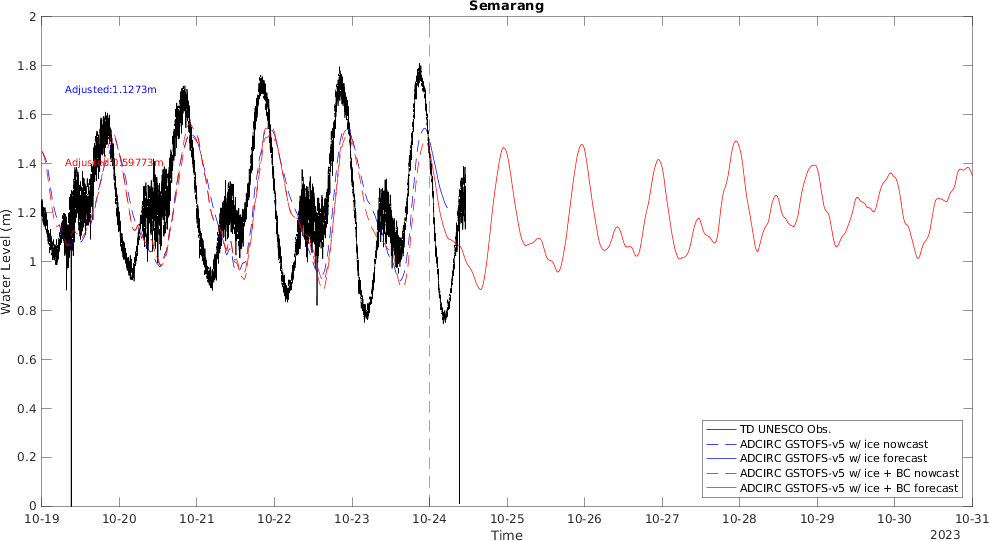 Semarang
2
1.8
1.6
1.4
1.2
1
0.8
0.6
0.4
0.2
0
Water Level (m)
Adjusted:1.1273m
Adjusted:0.59773m
TD UNESCO Obs.
ADCIRC GSTOFS-v5 w/ ice nowcast
ADCIRC GSTOFS-v5 w/ ice forecast
ADCIRC GSTOFS-v5 w/ ice + BC nowcast
ADCIRC GSTOFS-v5 w/ ice + BC forecast
10-19 10-20 10-21 10-22 10-23 10-24 10-25 10-26 10-27 10-28 10-29 10-30 10-31
Time
2023